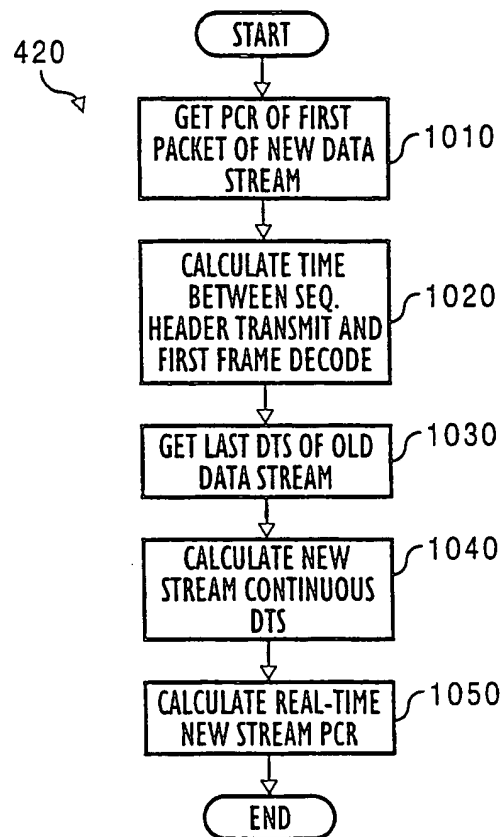 START
420
GET PCR OF FIRST
PACKET OF NEW DATA
STREAM
1010
CALCULATE TIME
BETWEEN SEQ.
HEADER TRANSMIT AND
FIRST FRAME DECODE
1020
GET LAST DTS OF OLD
DATA STREAM
1030
CALCULATE NEW
STREAM CONTINUOUS
DTS
1040
CALCULATE REAL-TIME
NEW STREAM PCR
1050
END